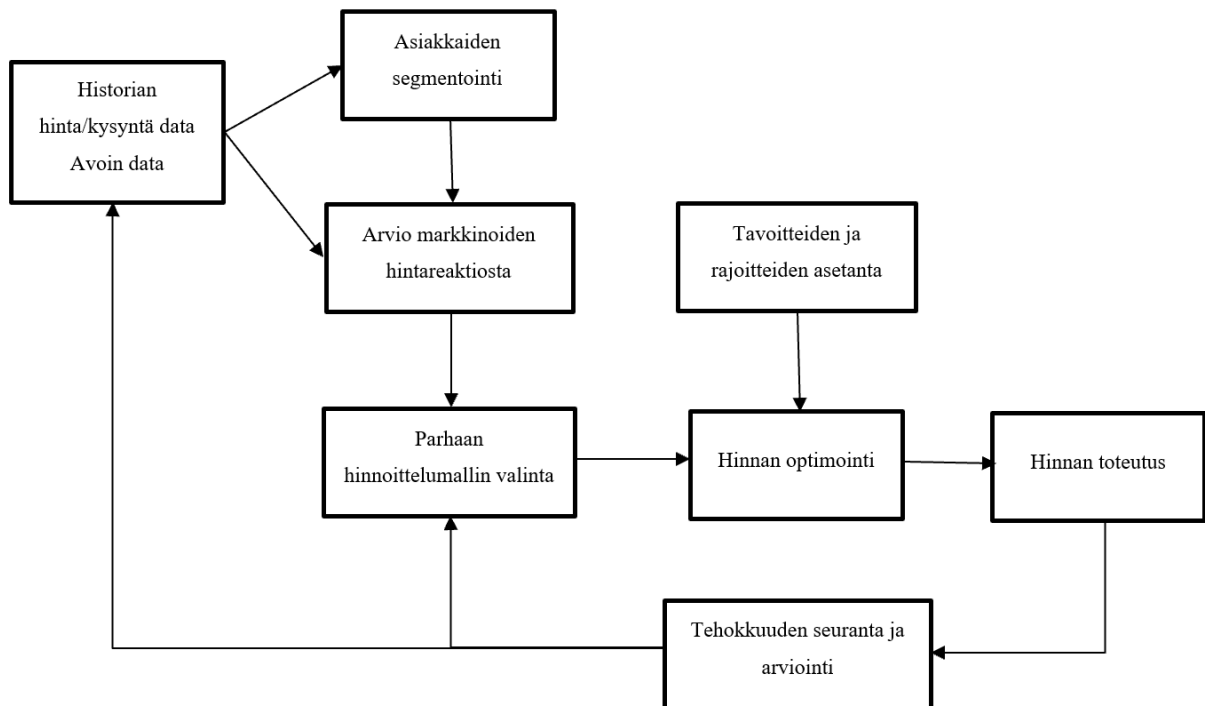 Asiakkaiden
segmentointi
Historian
hinta/kysyntä data
Avoin data
Arvio markkinoiden
hintareaktiosta
Tavoitteiden ja
rajoitteiden asetanta
Parhaan
hinnoittelumallin valinta
Hinnan optimointi
Hinnan toteutus
Tehokkuuden seuranta ja
arviointi